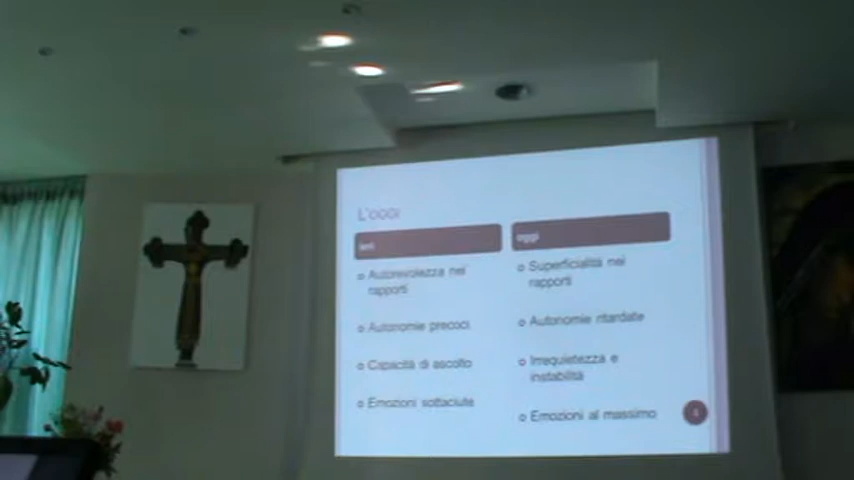 L'oggi
ieri
oggi
Autorevolezza nei
rapporti
Autonomie precoci
Capacità di ascolto
Emozioni sottaciute
Superficialità nei
rapporti
Autonomie ritardate
Irrequietezza e
instabilità
Emozioni al massimo